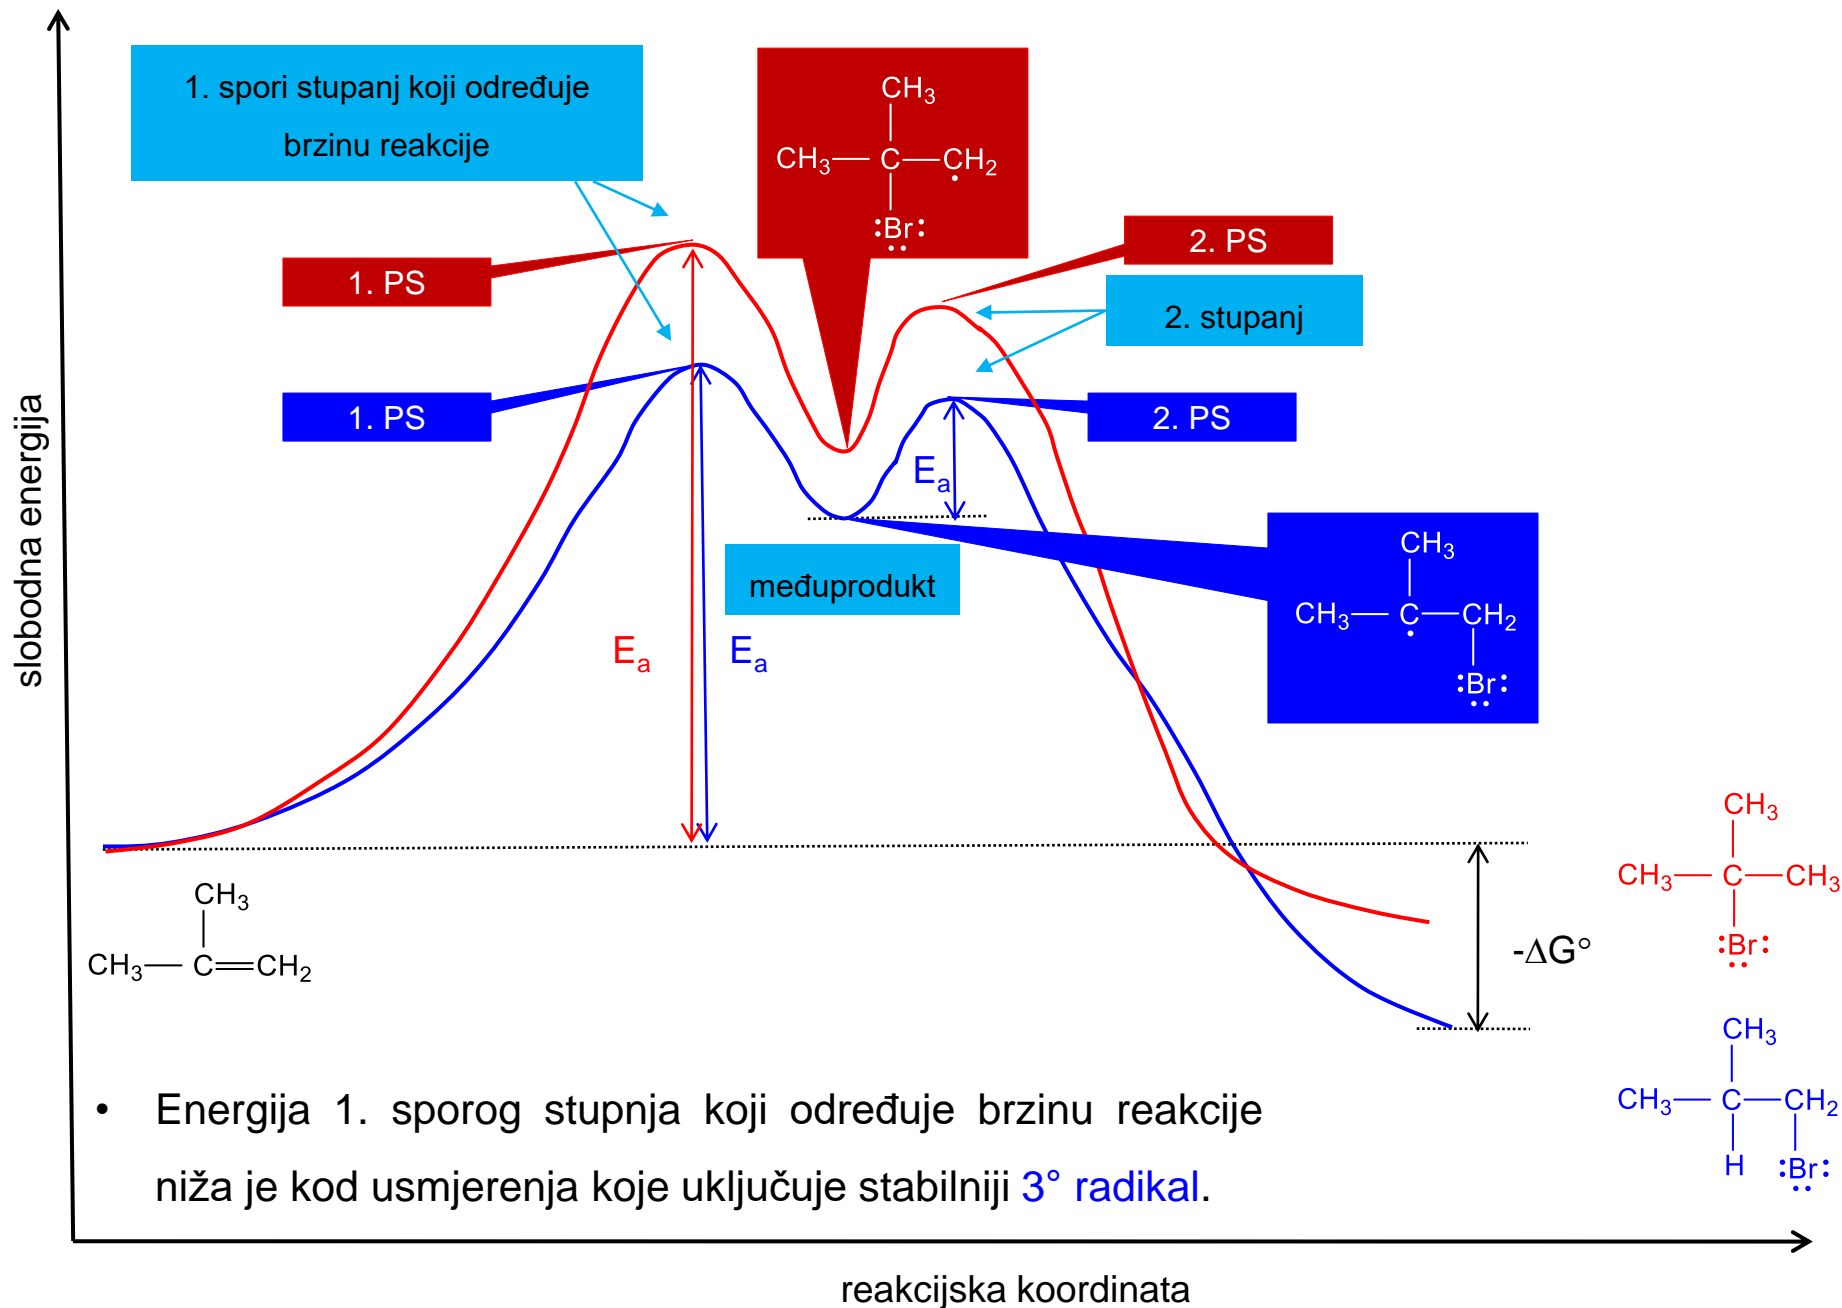 1. spori stupanj koji određuje
brzinu reakcije
CH3
CH3 C CH2
:Br:
1. PS
2. PS
2. stupanj
1. PS
2. PS
Ea
međuprodukt
CH3
CH3 C CH2
:Br:
Ea
Ea
slobodna energija
CH3
CH3 C CH2
CH3
CH3 C CH3
:Br:
-ΔG°
CH3
CH3 C CH2
H :Br:
• Energija 1. sporog stupnja koji određuje brzinu reakcije
niža je kod usmjerenja koje uključuje stabilniji 3° radikal.
reakcijska koordinata